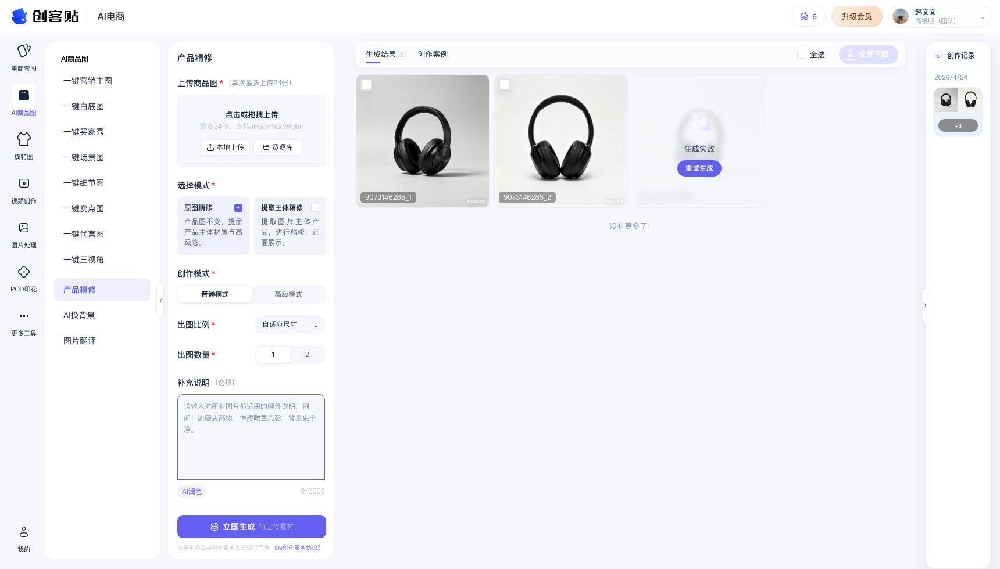 创客贴
AI电商
6
升级会员
赵文文
高级版（团队）
电商套图
AI商品图
模特图
视频创作
图片处理
POD印花
更多工具
我的
AI商品图
一键营销主图
一键白底图
一键买家秀
一键场景图
一键细节图
一键卖点图
一键代言图
一键三视角
产品精修
AI换背景
图片翻译
产品精修
上传商品图* （单次最多上传24张）
点击或拖拽上传
最多24张，支持JPG/PNG/WebP
本地上传
资源库
选择模式*
原图精修
产品图不变，提示
产品主体材质与高
级感。
提取主体精修
提取图片主体产
品，进行精修，正
面展示。
创作模式*
普通模式
高级模式
出图比例*
自适应尺寸
出图数量*
1
2
补充说明 （选填）
请输入对所有图片都适用的额外说明，例
如：质感更高级，保持暖色光影，背景更干
净。
AI润色
0/2000
立即生成 待上传素材
使用创客贴AI创作服务表示您已同意 《AI创作服务协议》
生成结果(3)
创作案例
全选
立即下载
9073146285_1
9073146285_2
生成失败
重试生成
没有更多了~
创作记录
2026/4/24
+3